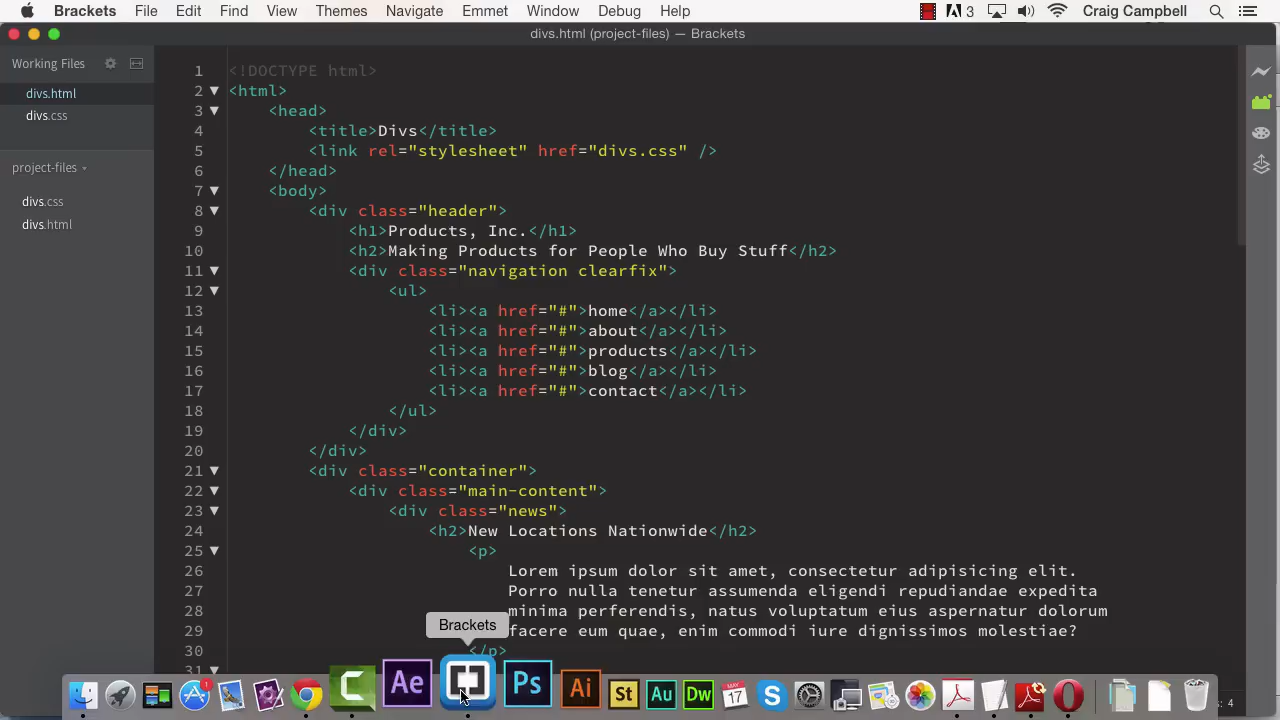 Brackets File Edit Find View Themes Navigate Emmet Window Debug Help 3 Craig Campbell
divs.html (project-files) — Brackets
Working Files
divs.html
divs.css
project-files
divs.css
divs.html
1 <!DOCTYPE html>
2 <html>
3 <head>
4 <title>Divs</title>
5 <link rel="stylesheet" href="divs.css" />
6 </head>
7 <body>
8 <div class="header">
9 <h1>Products, Inc.</h1>
10 <h2>Making Products for People Who Buy Stuff</h2>
11 <div class="navigation clearfix">
12 <ul>
13 <li><a href="#">home</a></li>
14 <li><a href="#">about</a></li>
15 <li><a href="#">products</a></li>
16 <li><a href="#">blog</a></li>
17 <li><a href="#">contact</a></li>
18 </ul>
19 </div>
20 </div>
21 <div class="container">
22 <div class="main-content">
23 <div class="news">
24 <h2>New Locations Nationwide</h2>
25 <p>
26 Lorem ipsum dolor sit amet, consectetur adipisicing elit.
27 Porro nulla tenetur assumenda eligendi repudiandae expedita
28 minima perferendis, natus voluptatum eius aspernatur dolorum
29 facere eum quae, enim commodi iure dignissimos molestiae?
30 </p>
31
Brackets
1 C Ae Ps Ai St Au Dw MAY 17 S
: 4